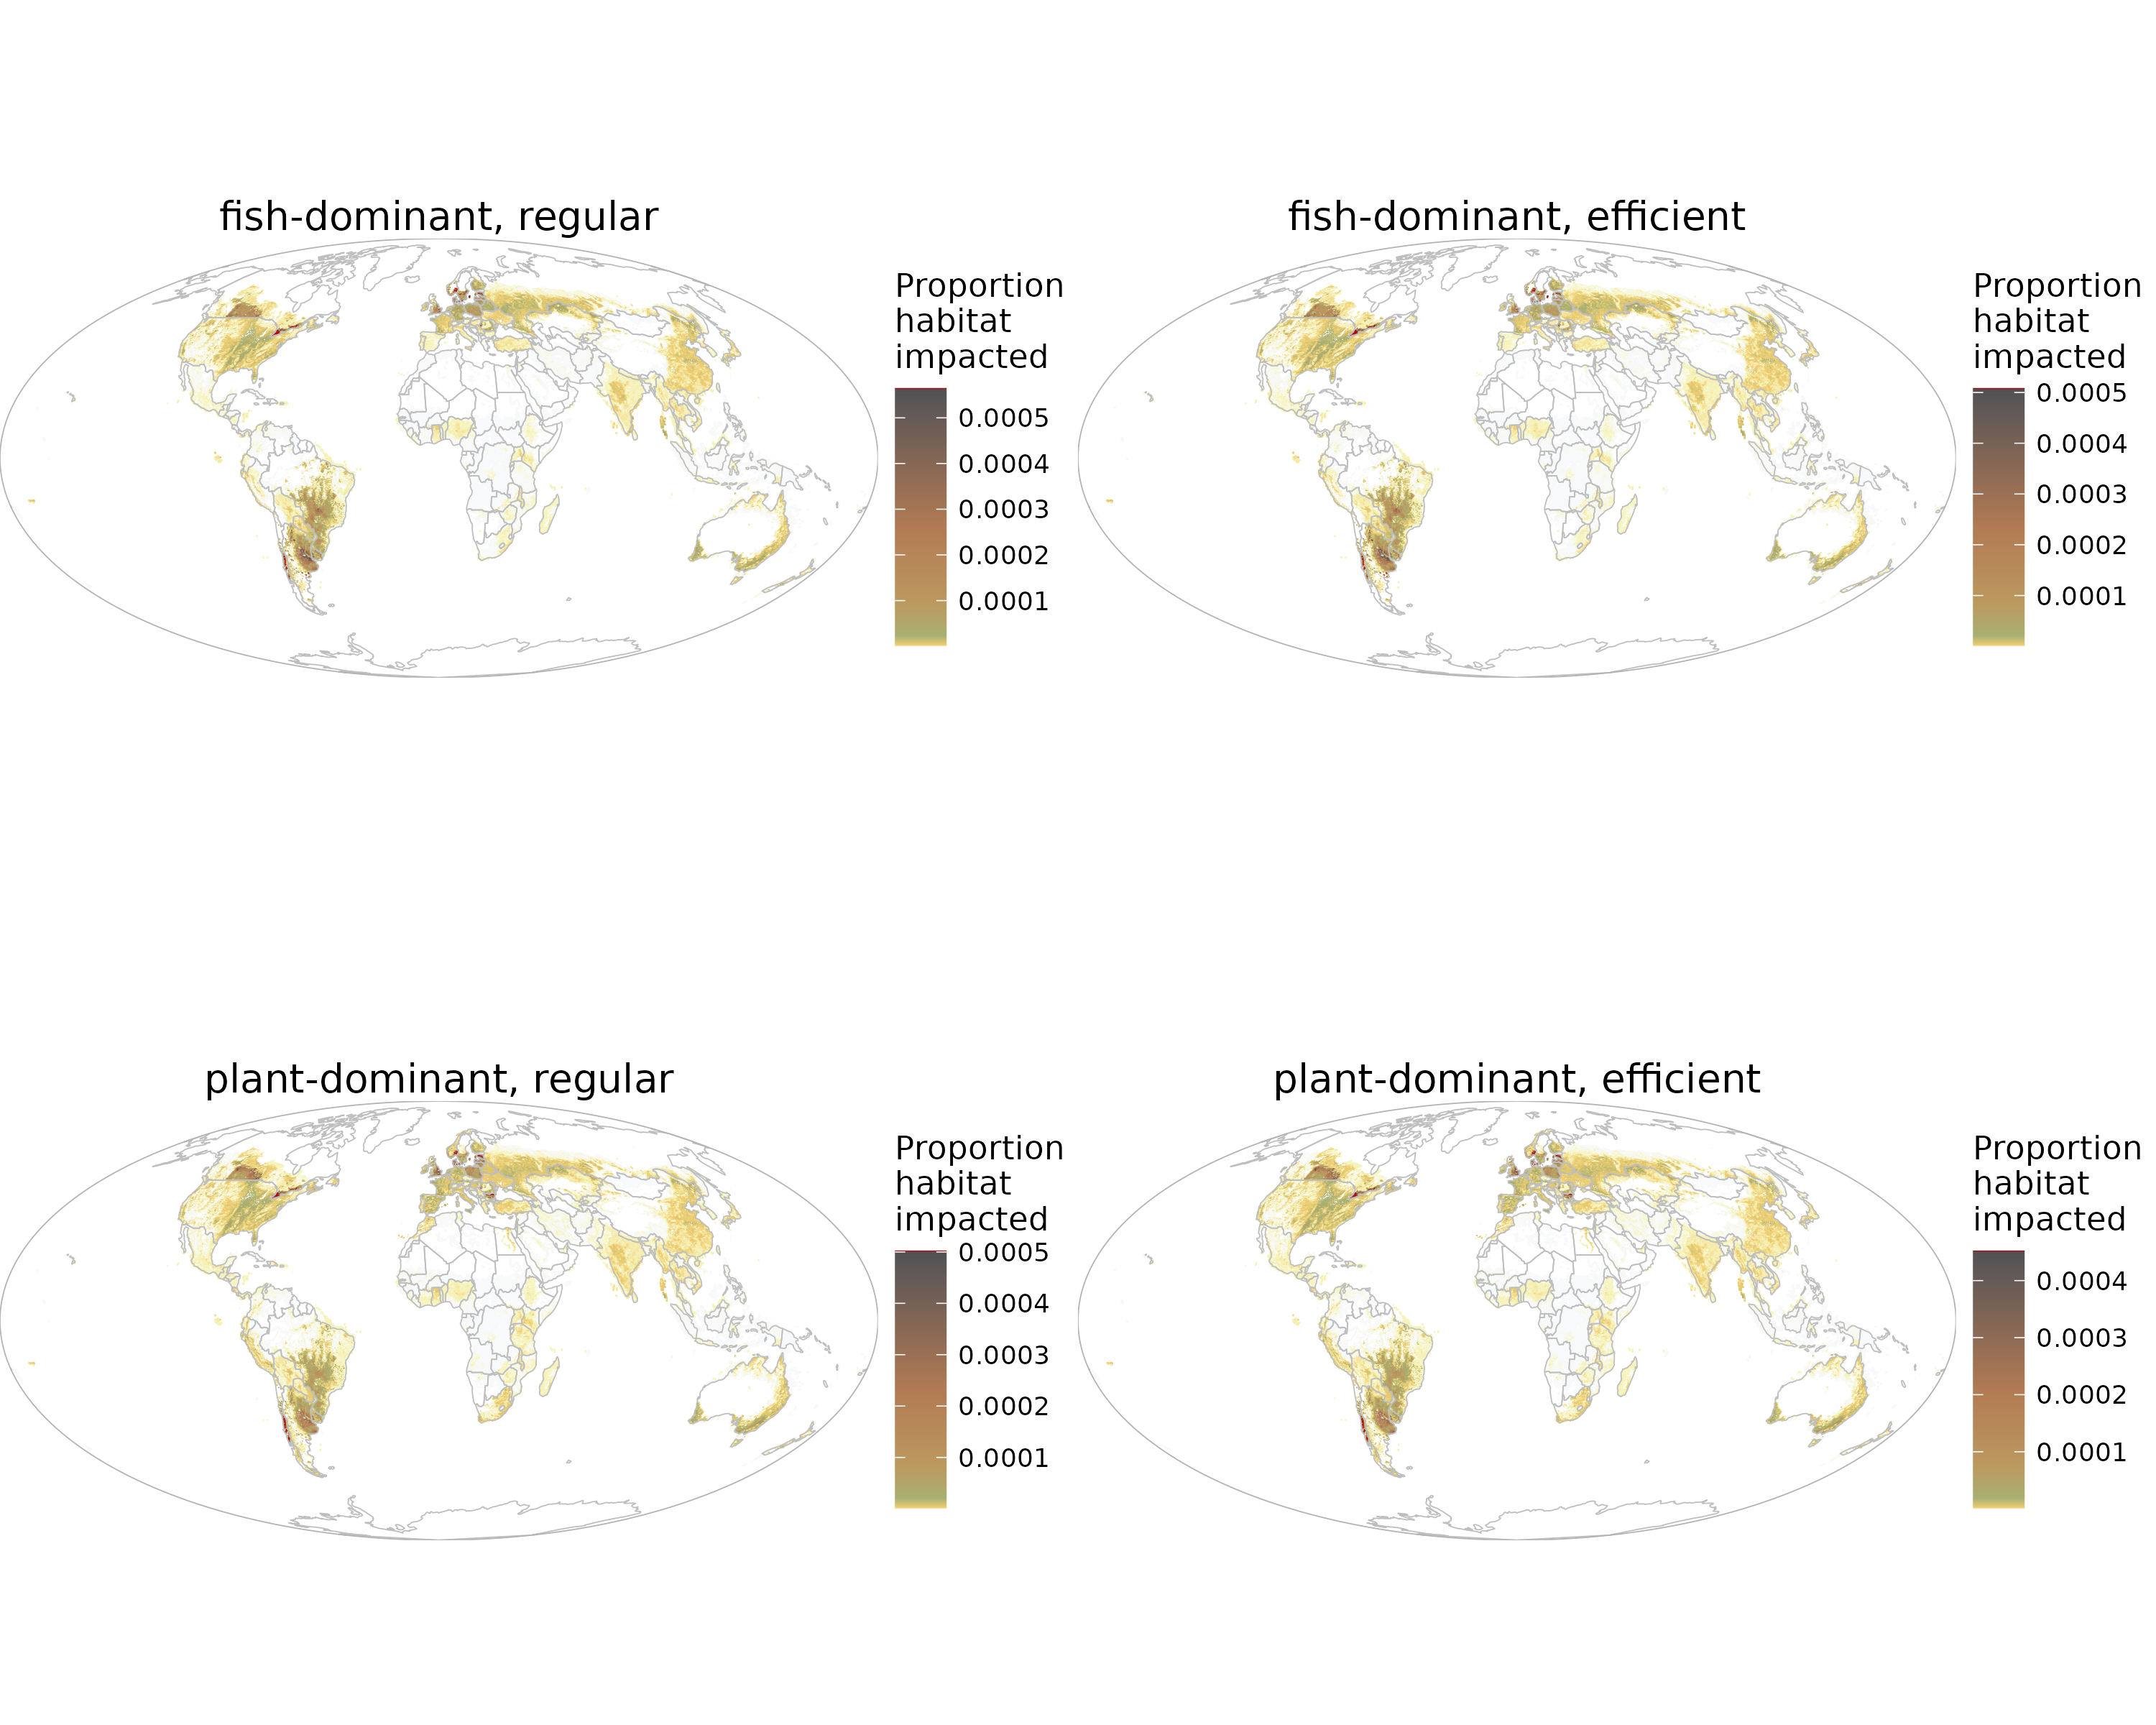 fish-dominant, regular
Proportion
habitat
impacted
0.0005
0.0004
0.0003
0.0002
0.0001
fish-dominant, efficient
Proportion
habitat
impacted
0.0005
0.0004
0.0003
0.0002
0.0001
plant-dominant, regular
Proportion
habitat
impacted
0.0005
0.0004
0.0003
0.0002
0.0001
plant-dominant, efficient
Proportion
habitat
impacted
0.0004
0.0003
0.0002
0.0001